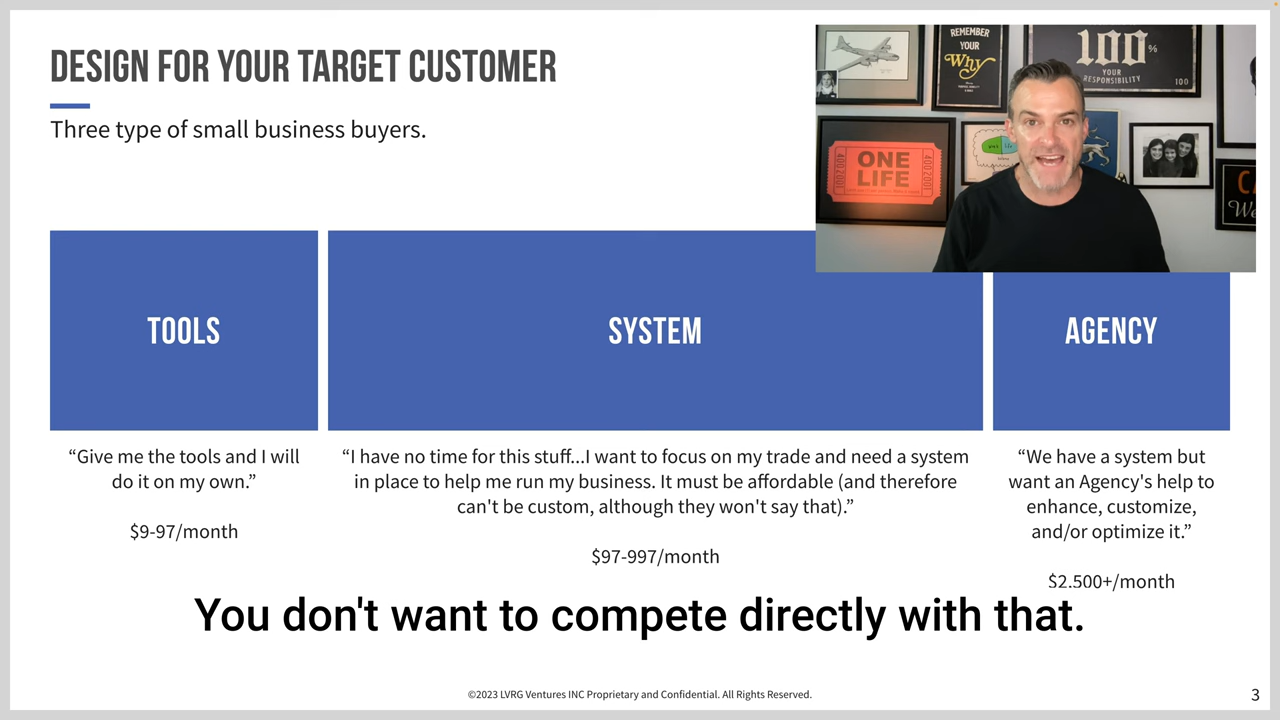 DESIGN FOR YOUR TARGET CUSTOMER
Three type of small business buyers.
REMEMBER
YOUR
Why
100%
YOUR
RESPONSIBILITY
100
ONE
LIFE
4002001
4002001
TOOLS
SYSTEM
AGENCY
“Give me the tools and I will
do it on my own.”
$9-97/month
“I have no time for this stuff...I want to focus on my trade and need a system
in place to help me run my business. It must be affordable (and therefore
can't be custom, although they won't say that).”
$97-997/month
“We have a system but
want an Agency's help to
enhance, customize,
and/or optimize it.”
$2,500+/month
You don't want to compete directly with that.
©2023 LVRG Ventures INC Proprietary and Confidential. All Rights Reserved.
3